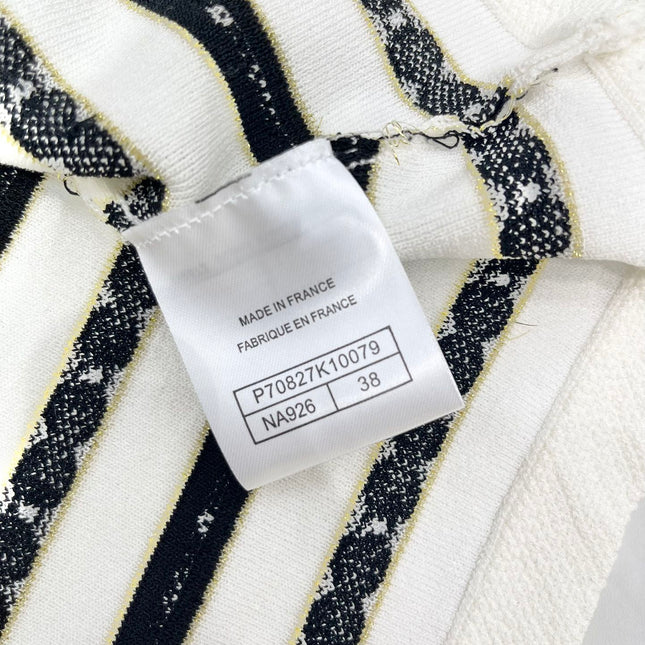 MADE IN FRANCE
FABRIQUE EN FRANCE
P70827K10079
NA926 38